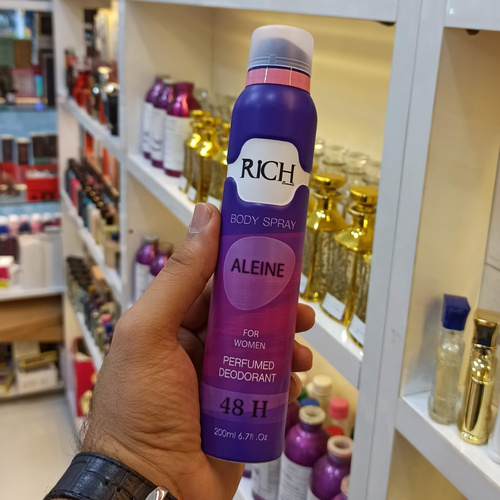 RICH
BODY SPRAY
ALEINE
FOR
WOMEN
PERFUMED
DEODORANT
48 H
200ml 6.7fl .Oz